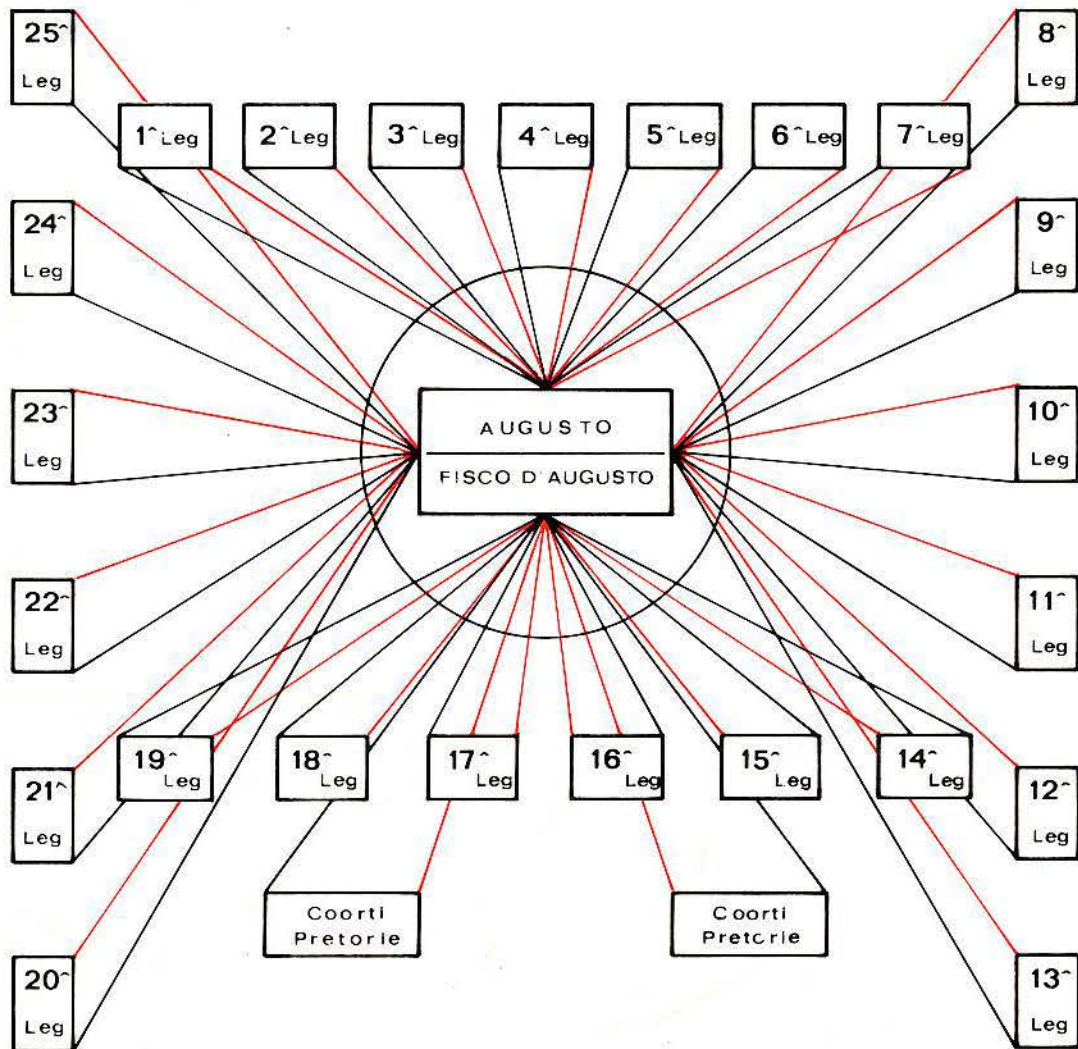 25^
Leg
8^
Leg
1^ Leg
2^ Leg
3^ Leg
4^ Leg
5^ Leg
6^ Leg
7^ Leg
24^
Leg
9^
Leg
23^
Leg
AUGUSTO
FISCO D'AUGUSTO
10^
Leg
22^
Leg
11^
Leg
21^
Leg
19^
Leg
18^
Leg
17^
Leg
16^
Leg
15^
Leg
14^
Leg
12^
Leg
Coorti
Pretorie
Coorti
Pretorie
20^
Leg
13^
Leg